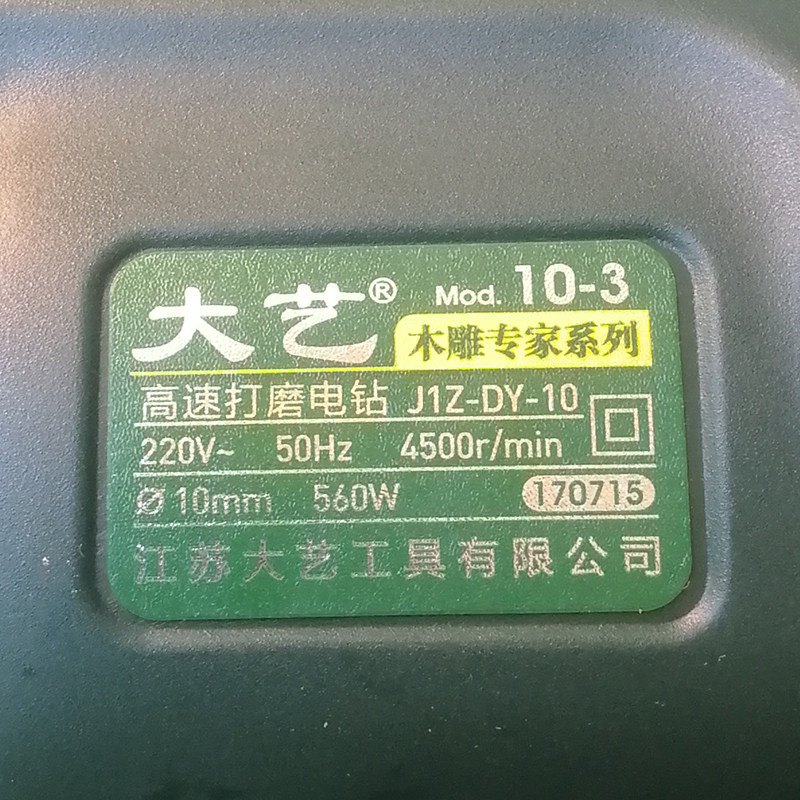 大艺® Mod. 10-3
木雕专家系列
高速打磨电钻 J1Z-DY-10
220V~ 50Hz 4500r/min
Ø 10mm 560W 170715
江苏大艺工具有限公司